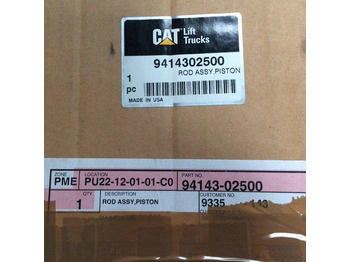 CAT Lift
Trucks
9414302500
1 ROD ASSY,PISTON
pc
MADE IN USA
ZONE LOCATION PART NO.
PME PU22-12-01-01-C0 94143-02500
QTY. DESCRIPTION CUSTOMER NO.
1 ROD ASSY,PISTON 9335